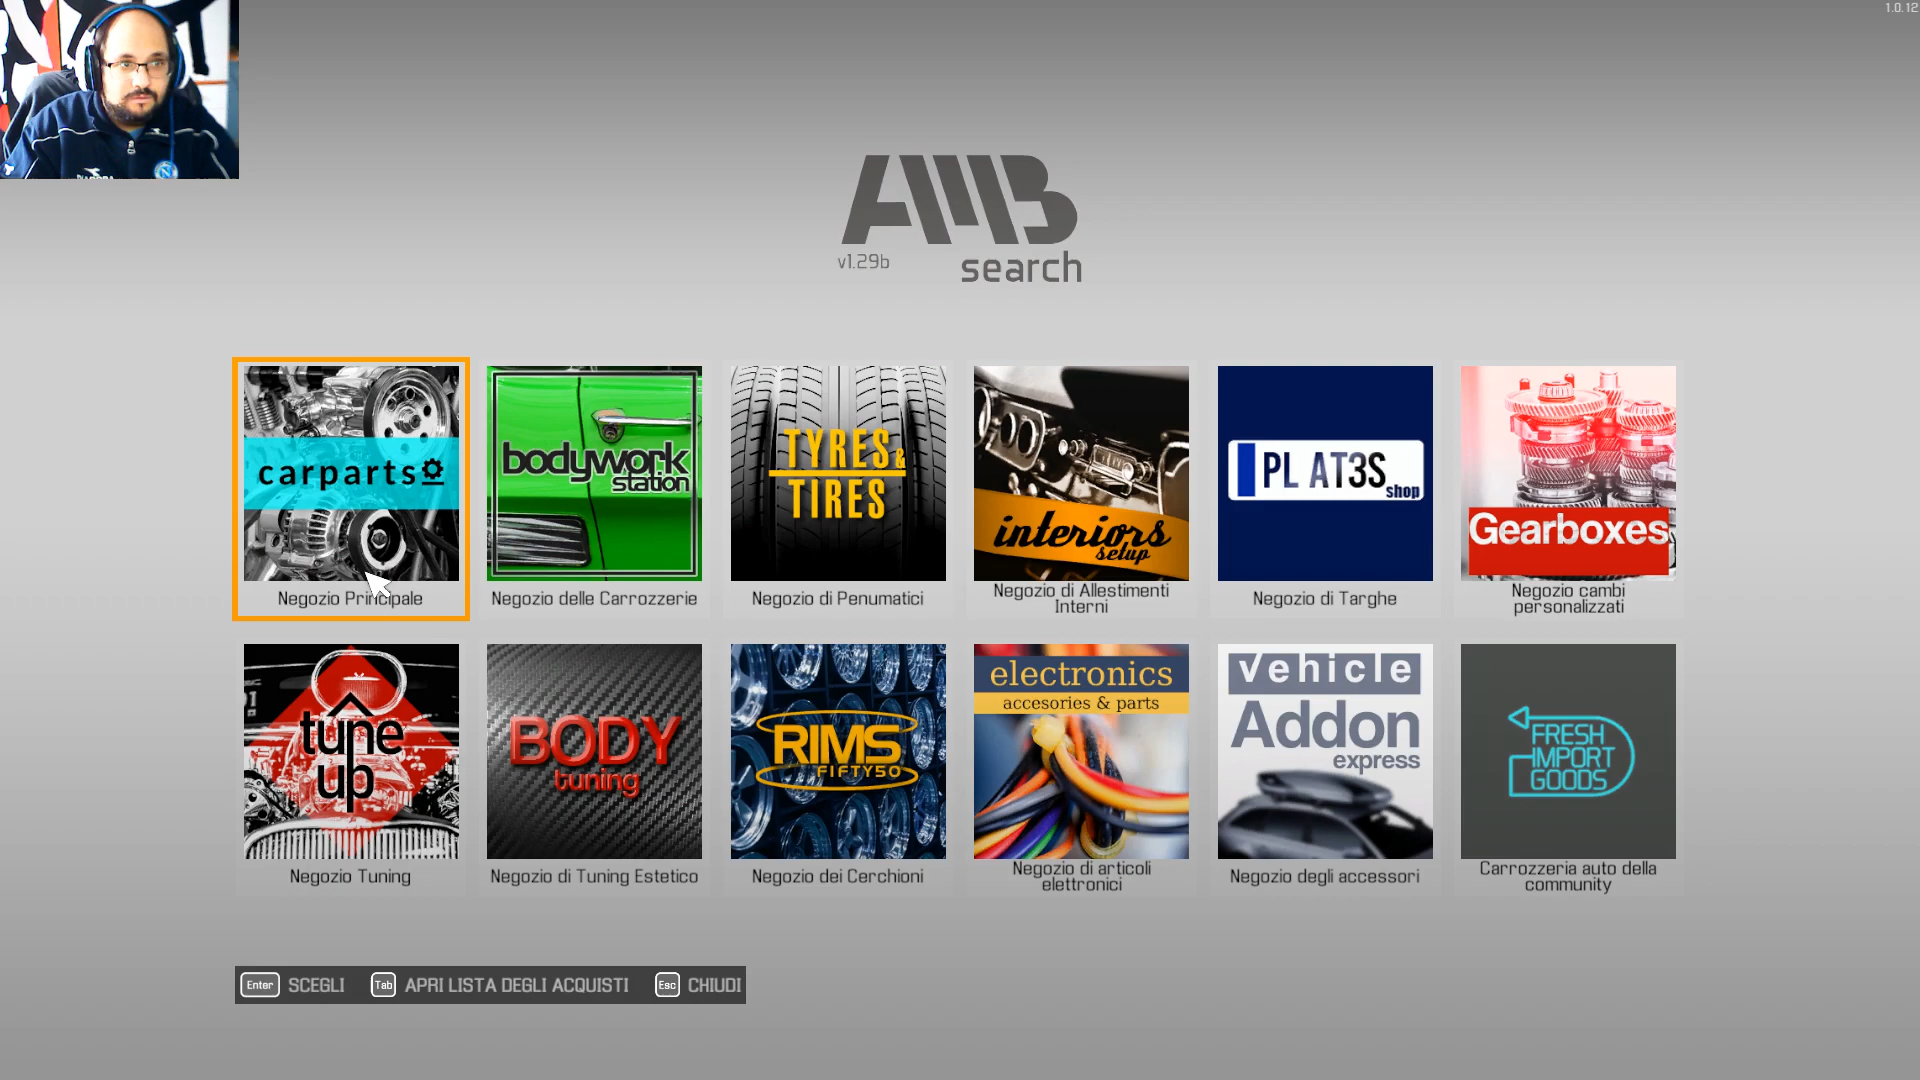 1.0.12
AMB
v1.29b
search
carparts
bodywork
station
TYRES &
TIRES
interiors
setup
PL AT3S
shop
Gearboxes
Negozio Principale
Negozio delle Carrozzerie
Negozio di Penumatici
Negozio di Allestimenti
Interni
Negozio di Targhe
Negozio cambi
personalizzati
tune
up
BODY
tuning
RIMS
FIFTY50
electronics
accesories & parts
vehicle
Addon
express
FRESH
IMPORT
GOODS
Negozio Tuning
Negozio di Tuning Estetico
Negozio dei Cerchioni
Negozio di articoli
elettronici
Negozio degli accessori
Carrozzeria auto della
community
Enter SCEGLI Tab APRI LISTA DEGLI ACQUISTI Esc CHIUDI